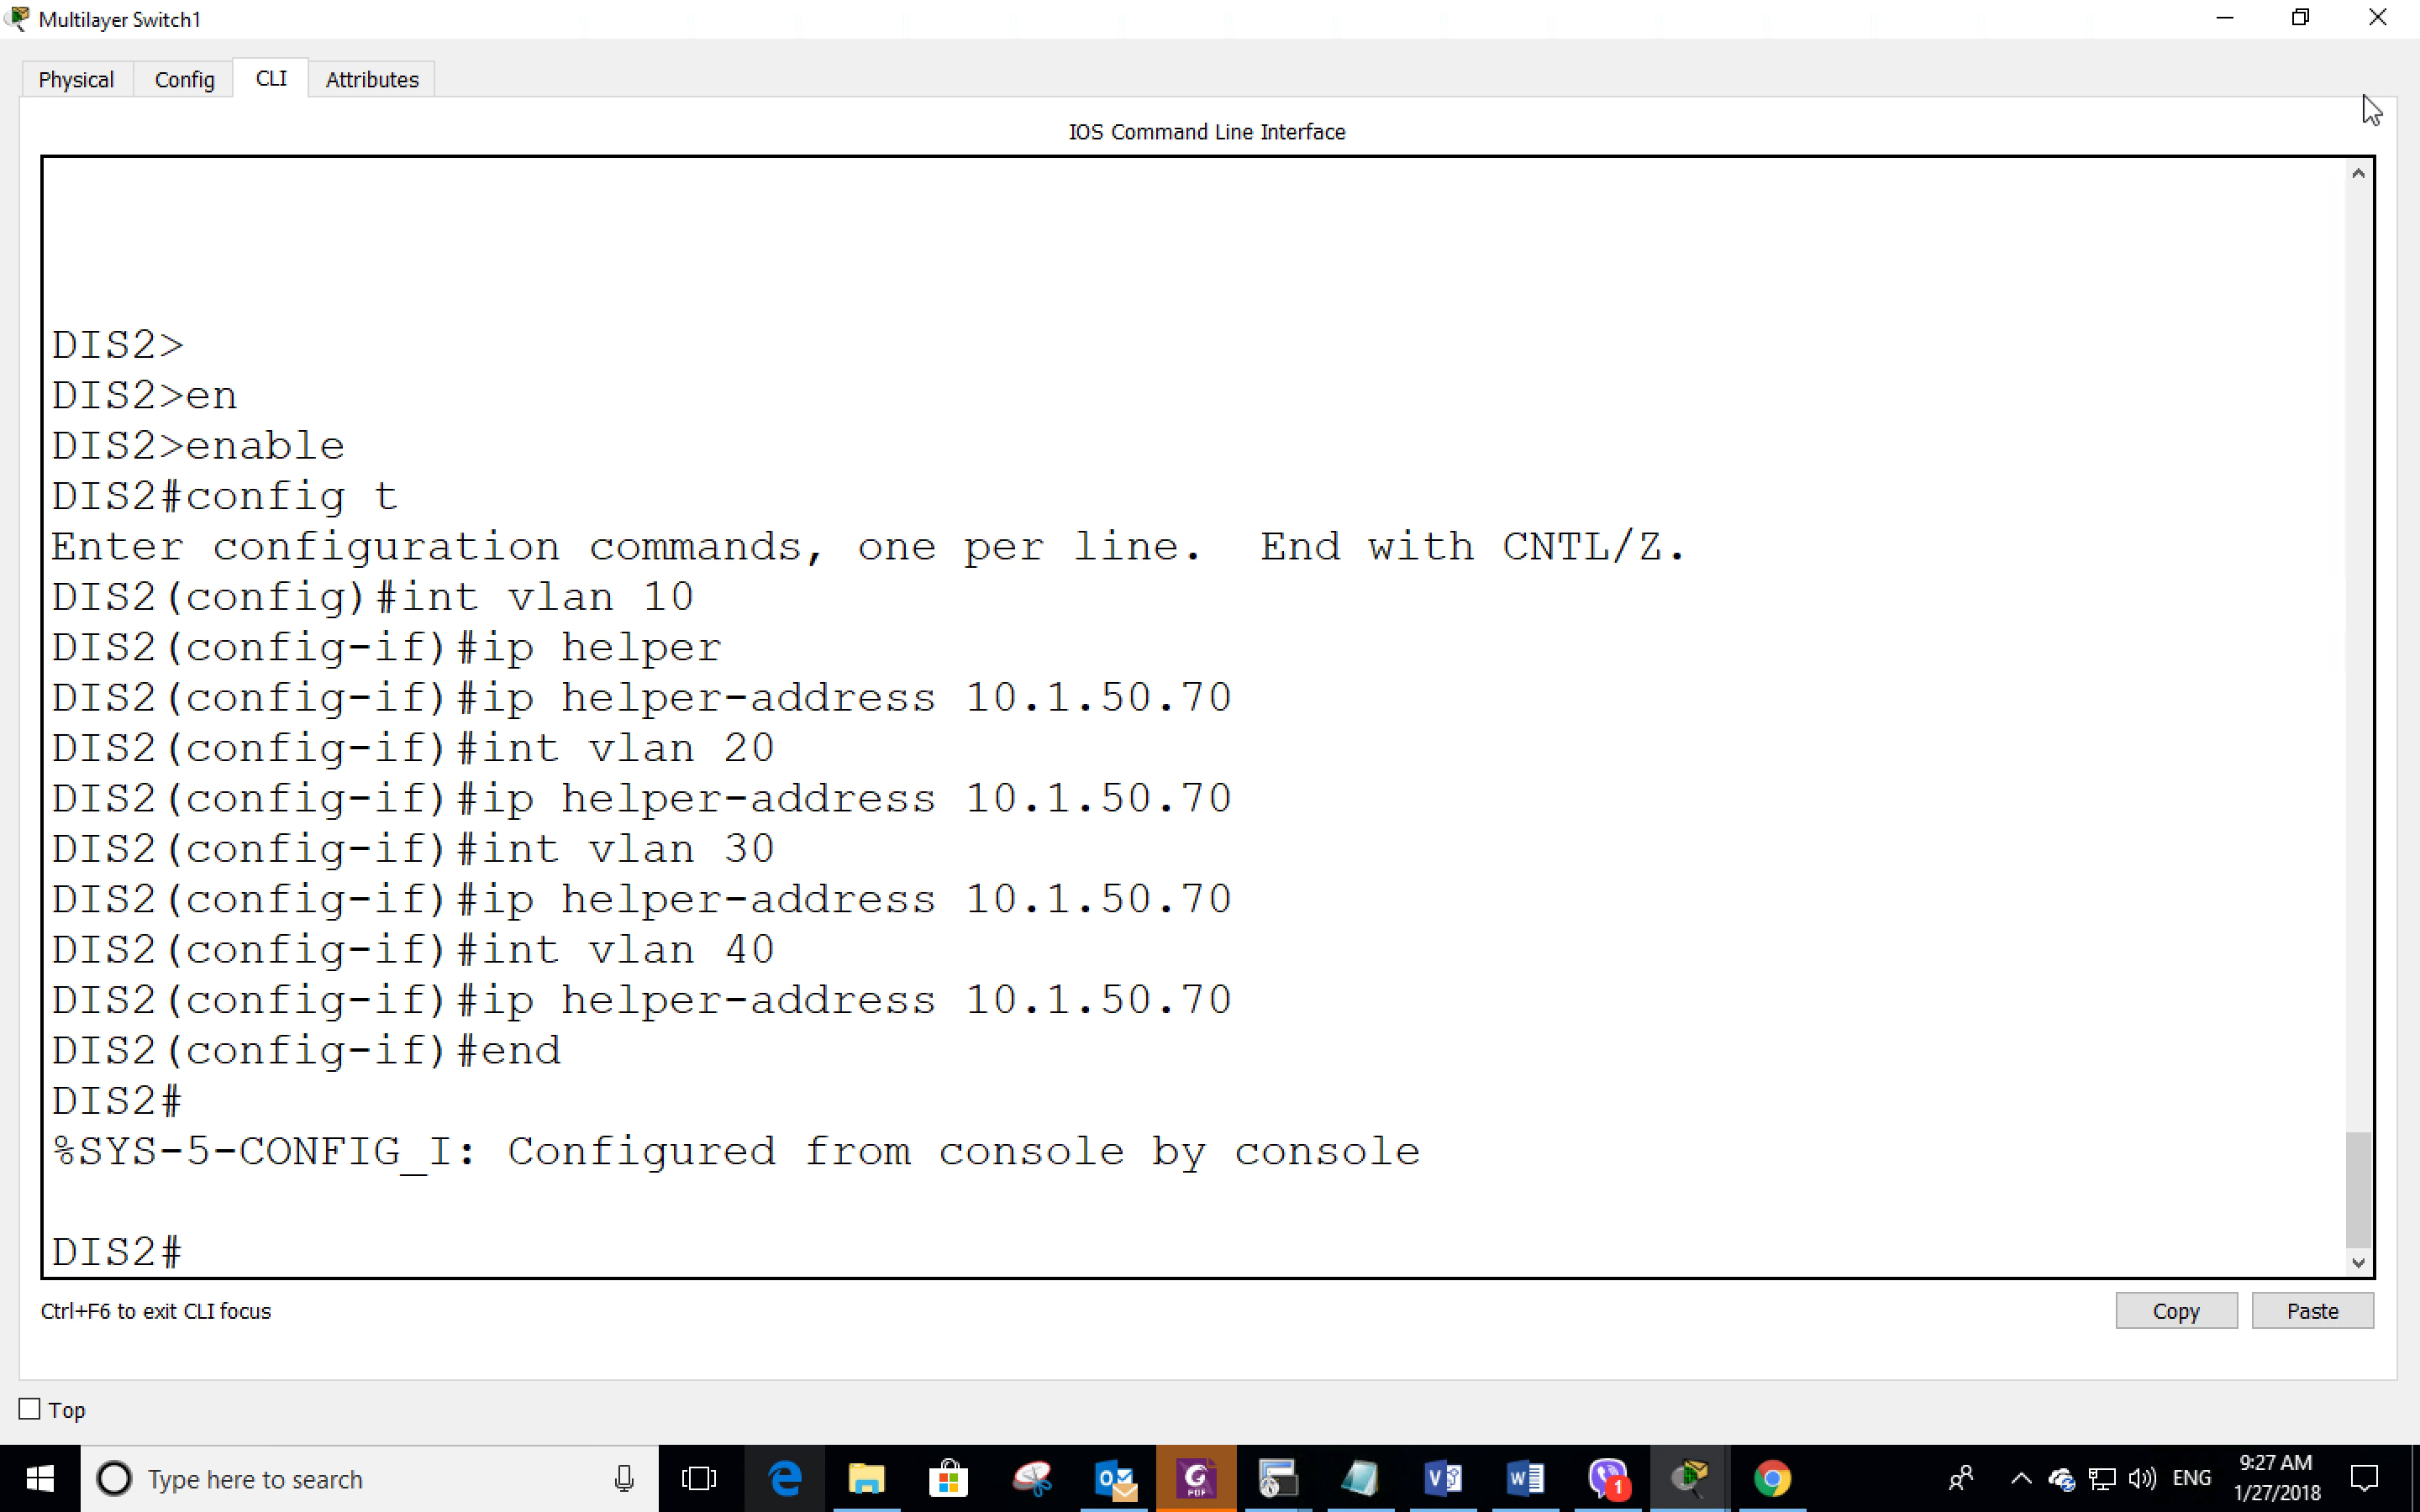 Multilayer Switch1
Physical Config CLI Attributes
IOS Command Line Interface
DIS2>
DIS2>en
DIS2>enable
DIS2#config t
Enter configuration commands, one per line.  End with CNTL/Z.
DIS2(config)#int vlan 10
DIS2(config-if)#ip helper
DIS2(config-if)#ip helper-address 10.1.50.70
DIS2(config-if)#int vlan 20
DIS2(config-if)#ip helper-address 10.1.50.70
DIS2(config-if)#int vlan 30
DIS2(config-if)#ip helper-address 10.1.50.70
DIS2(config-if)#int vlan 40
DIS2(config-if)#ip helper-address 10.1.50.70
DIS2(config-if)#end
DIS2#
%SYS-5-CONFIG_I: Configured from console by console
DIS2#
Ctrl+F6 to exit CLI focus
Copy Paste
Top
Type here to search
1
ENG
9:27 AM
1/27/2018